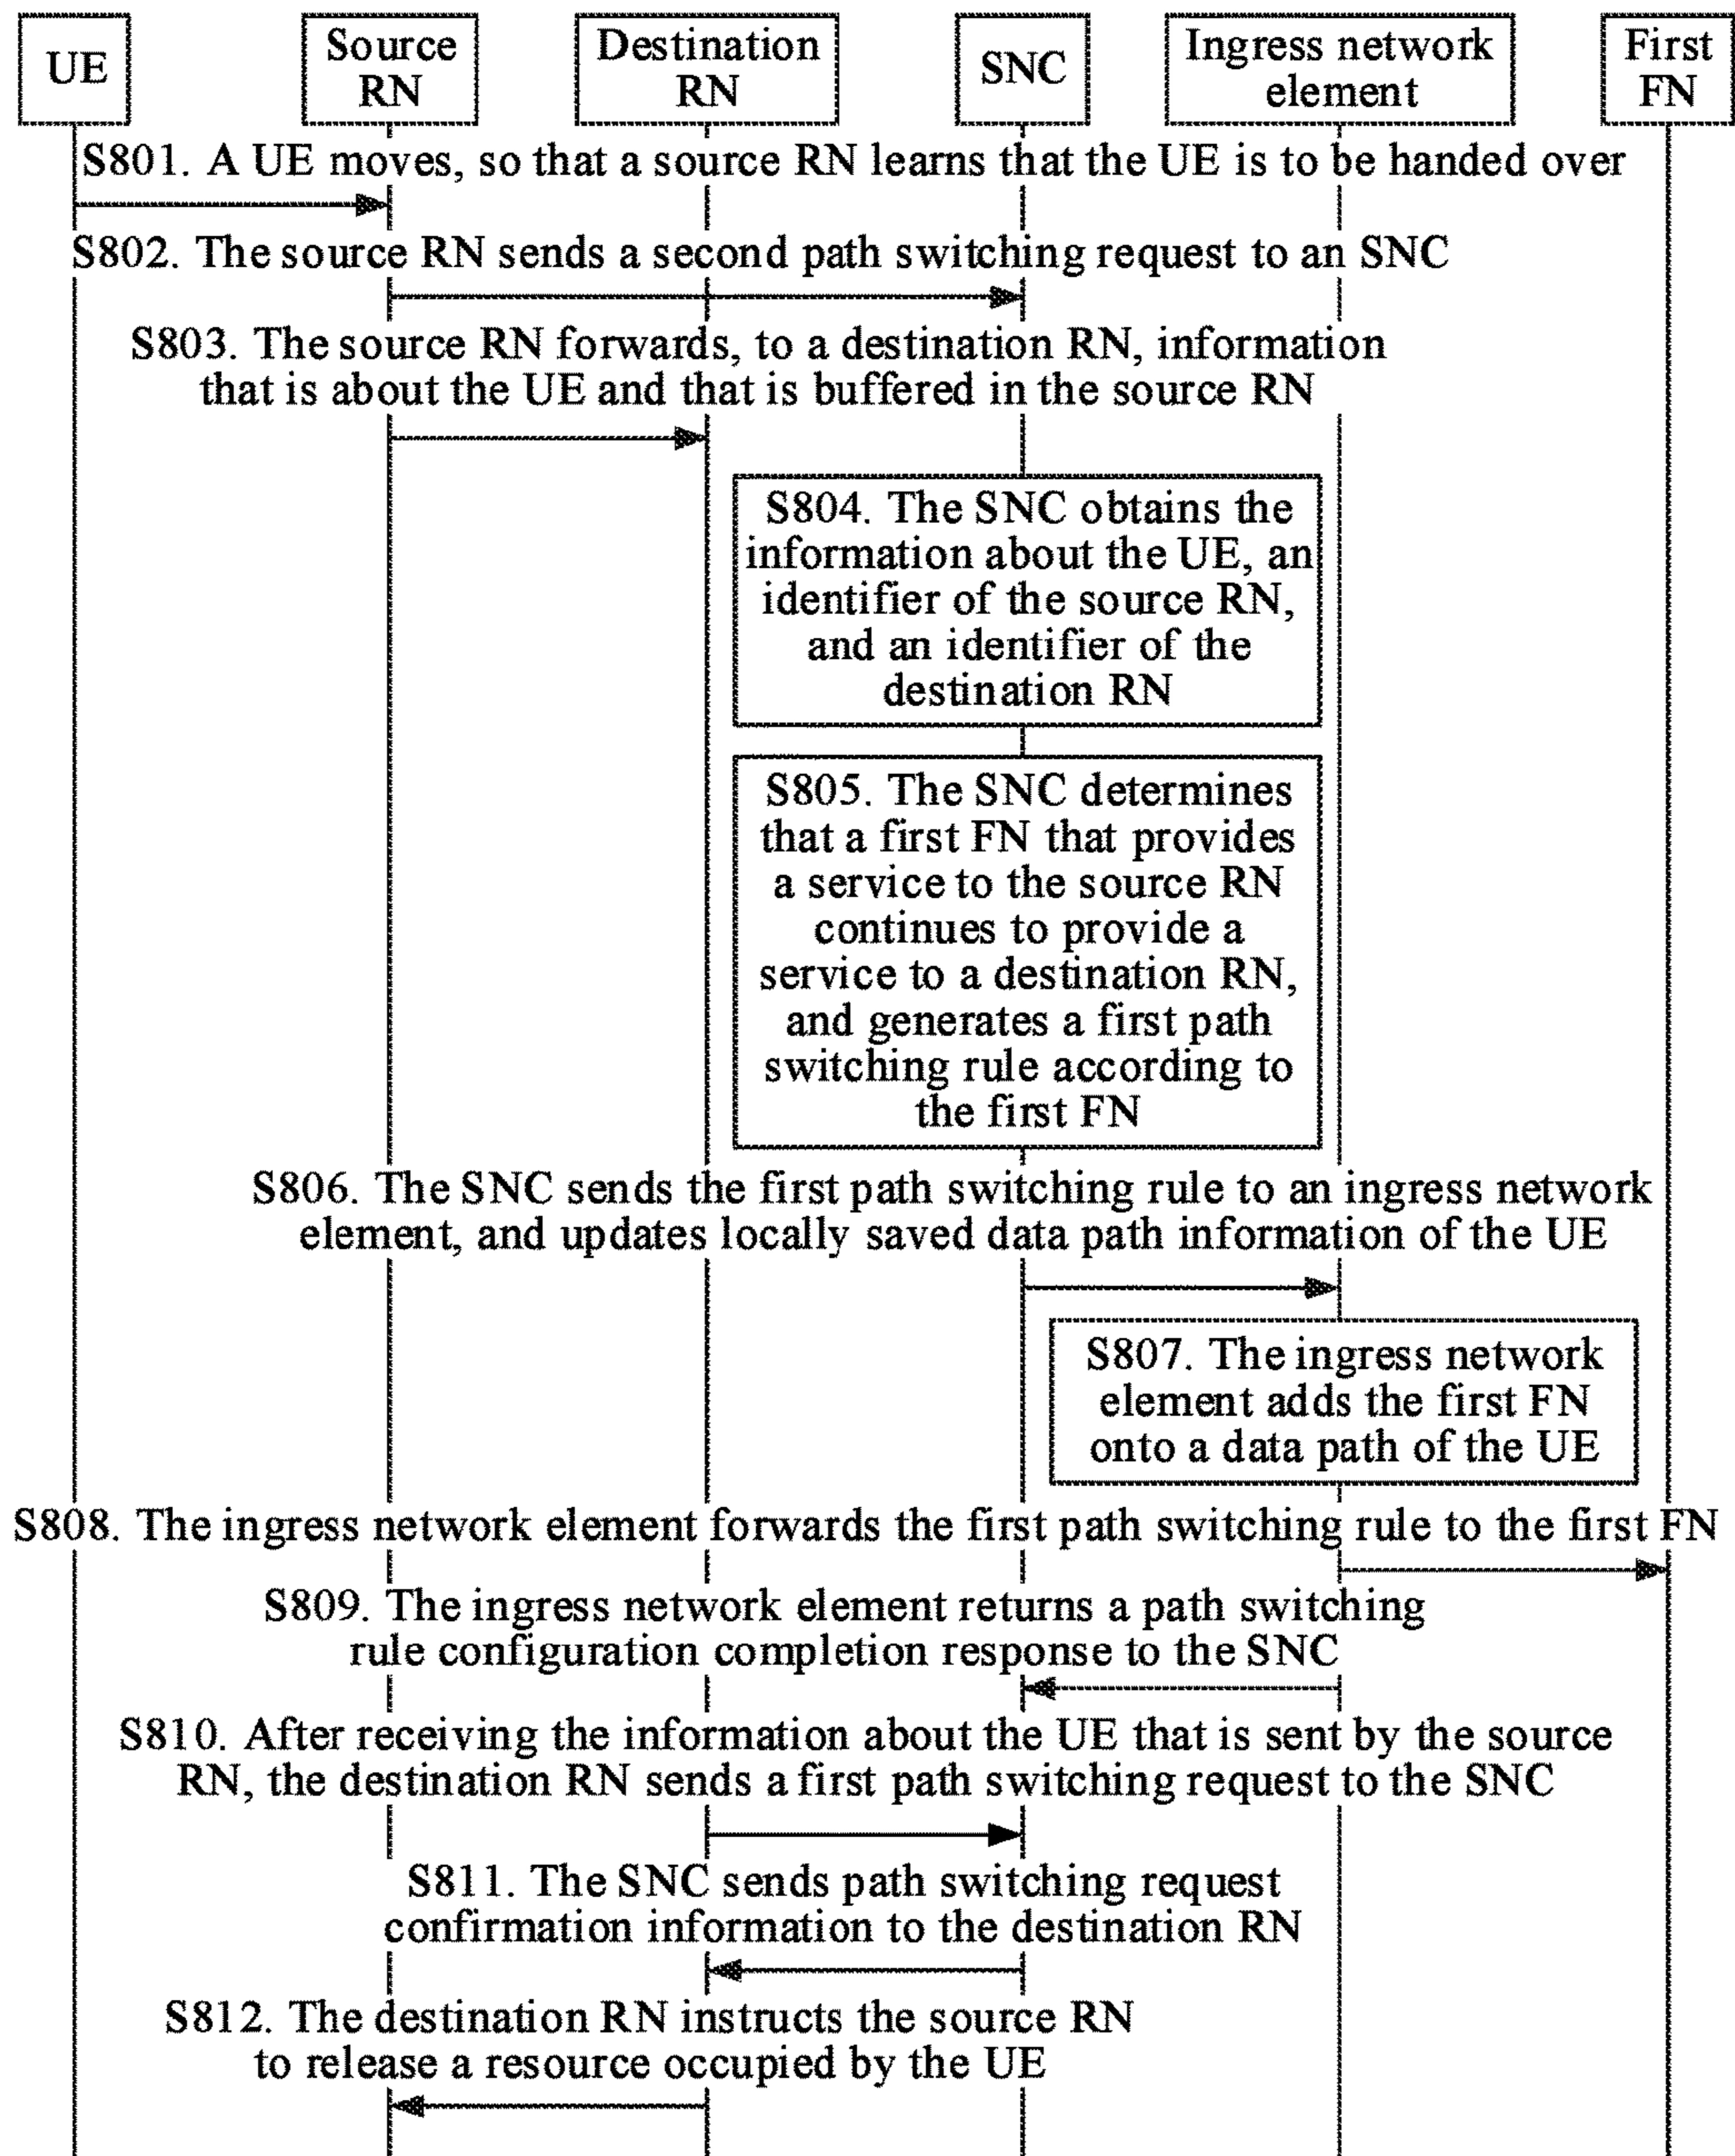 UE
Source
RN
Destination
RN
SNC
Ingress network
element
First
FN
S801. A UE moves, so that a source RN learns that the UE is to be handed over
S802. The source RN sends a second path switching request to an SNC
S803. The source RN forwards, to a destination RN, information
that is about the UE and that is buffered in the source RN
S804. The SNC obtains the
information about the UE, an
identifier of the source RN,
and an identifier of the
destination RN
S805. The SNC determines
that a first FN that provides
a service to the source RN
continues to provide a
service to a destination RN,
and generates a first path
switching rule according to
the first FN
S806. The SNC sends the first path switching rule to an ingress network
element, and updates locally saved data path information of the UE
S807. The ingress network
element adds the first FN
onto a data path of the UE
S808. The ingress network element forwards the first path switching rule to the first FN
S809. The ingress network element returns a path switching
rule configuration completion response to the SNC
S810. After receiving the information about the UE that is sent by the source
RN, the destination RN sends a first path switching request to the SNC
S811. The SNC sends path switching request
confirmation information to the destination RN
S812. The destination RN instructs the source RN
to release a resource occupied by the UE